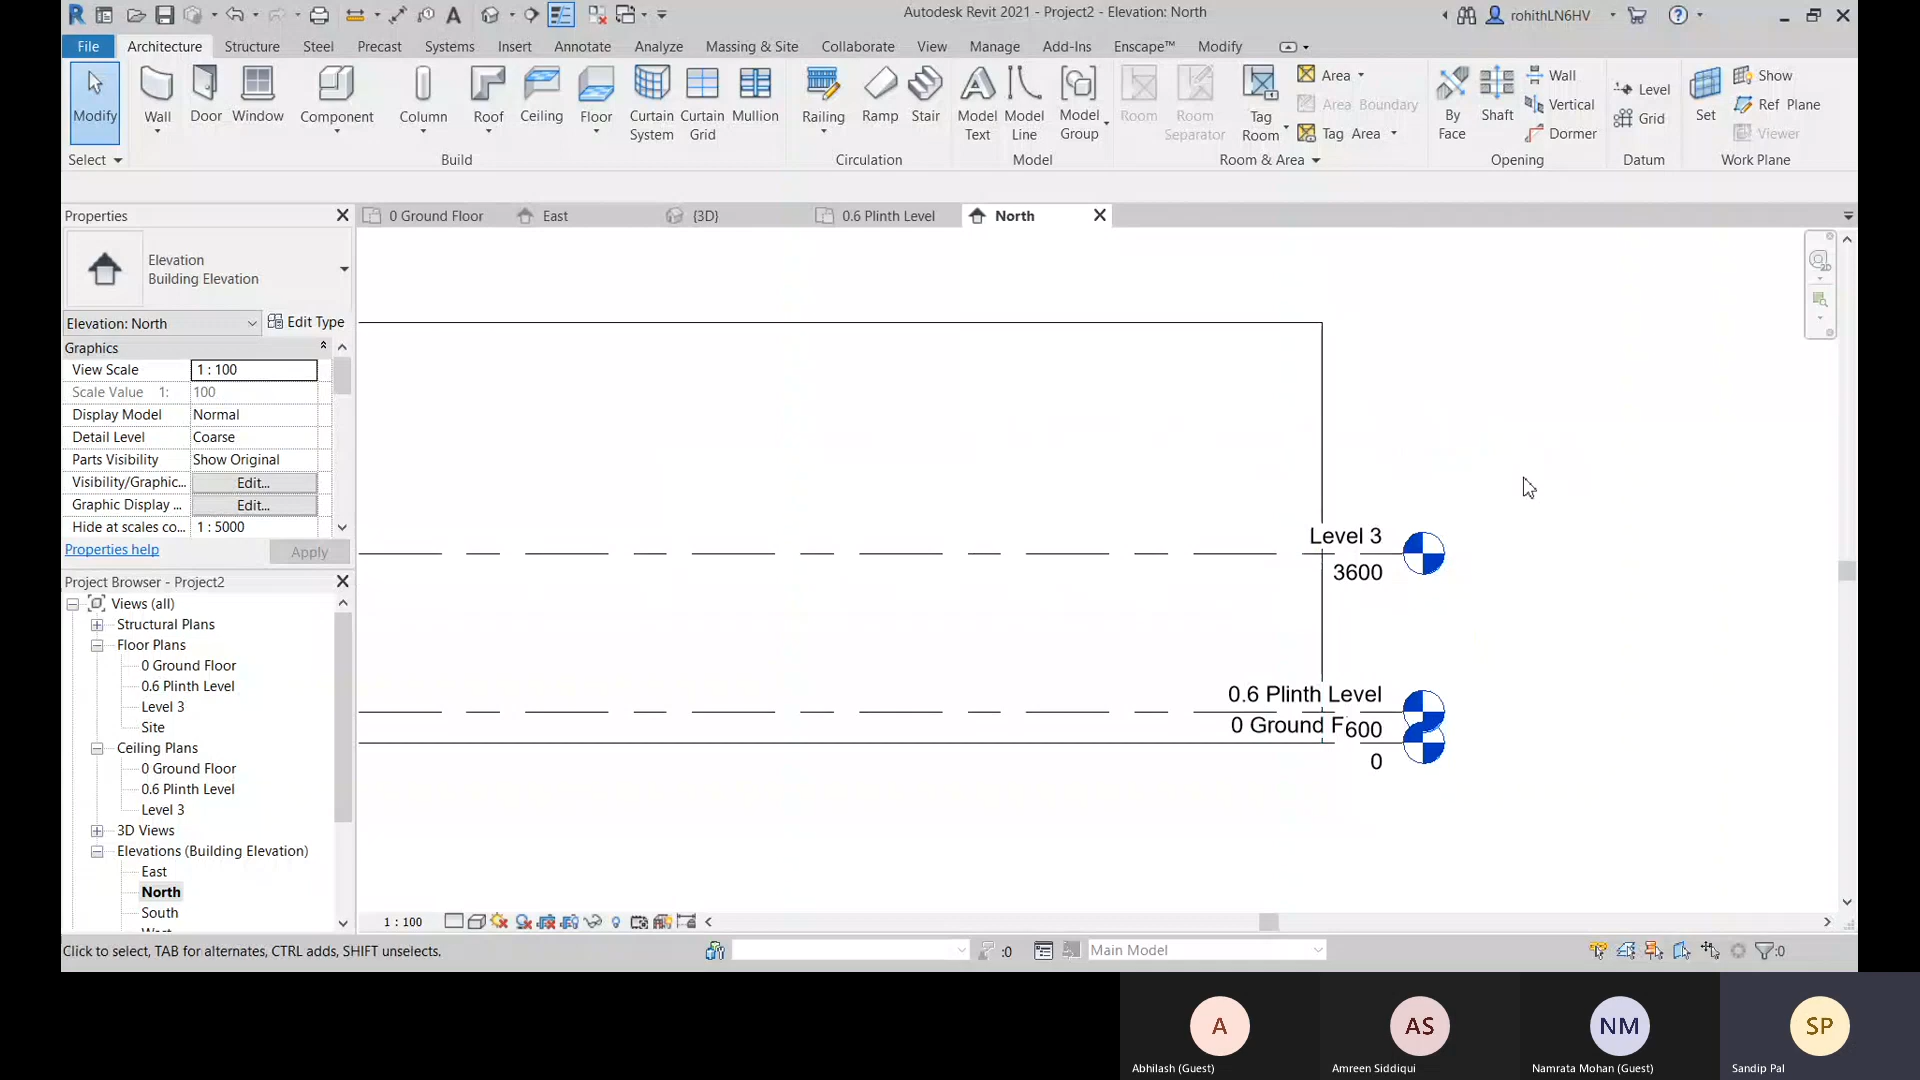 Autodesk Revit 2021 - Project2 - Elevation: North
rohithLN6HV
File Architecture Structure Steel Precast Systems Insert Annotate Analyze Massing & Site Collaborate View Manage Add-Ins Enscape™ Modify
Modify Wall Door Window Component Column Roof Ceiling Floor Curtain System Curtain Grid Mullion Railing Ramp Stair Model Text Model Line Model Group Room Room Separator Tag Room Area Area Boundary Tag Area By Face Shaft Wall Vertical Dormer Level Grid Set Show Ref Plane Viewer
Select Build Circulation Model Room & Area Opening Datum Work Plane
Properties
0 Ground Floor East {3D} 0.6 Plinth Level North
Elevation
Building Elevation
Elevation: North Edit Type
Graphics
View Scale 1 : 100
Scale Value 1: 100
Display Model Normal
Detail Level Coarse
Parts Visibility Show Original
Visibility/Graphic... Edit...
Graphic Display ... Edit...
Hide at scales co... 1 : 5000
Properties help Apply
Project Browser - Project2
Views (all)
Structural Plans
Floor Plans
0 Ground Floor
0.6 Plinth Level
Level 3
Site
Ceiling Plans
0 Ground Floor
0.6 Plinth Level
Level 3
3D Views
Elevations (Building Elevation)
East
North
South
Level 3
3600
0.6 Plinth Level
0 Ground F
600
0
2D
1 : 100
Click to select, TAB for alternates, CTRL adds, SHIFT unselects.
:0
Main Model
:0
A
AS
NM
SP
Abhilash (Guest)
Amreen Siddiqui
Namrata Mohan (Guest)
Sandip Pal